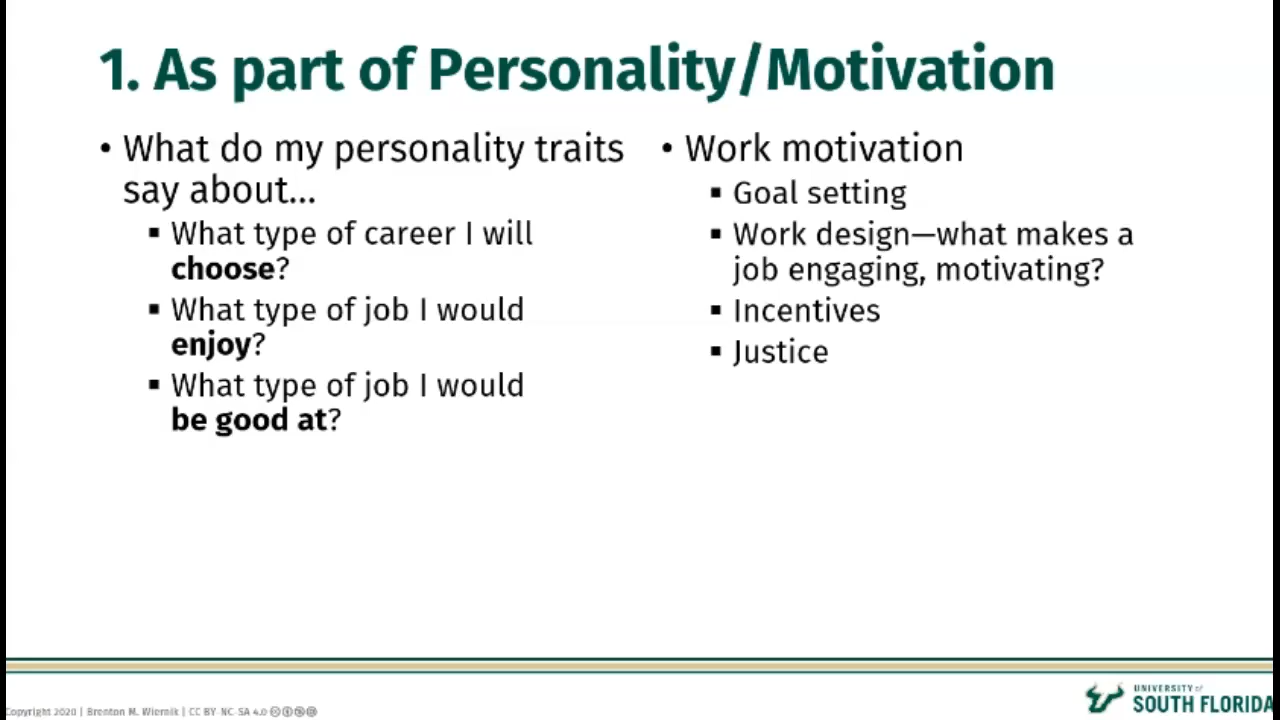 1. As part of Personality/Motivation
• What do my personality traits
say about...
▪ What type of career I will
choose?
▪ What type of job I would
enjoy?
▪ What type of job I would
be good at?
• Work motivation
▪ Goal setting
▪ Work design—what makes a
job engaging, motivating?
▪ Incentives
▪ Justice
Copyright 2020 | Brenton M. Wiernik | CC BY-NC-SA 4.0
UNIVERSITY of
SOUTH FLORIDA